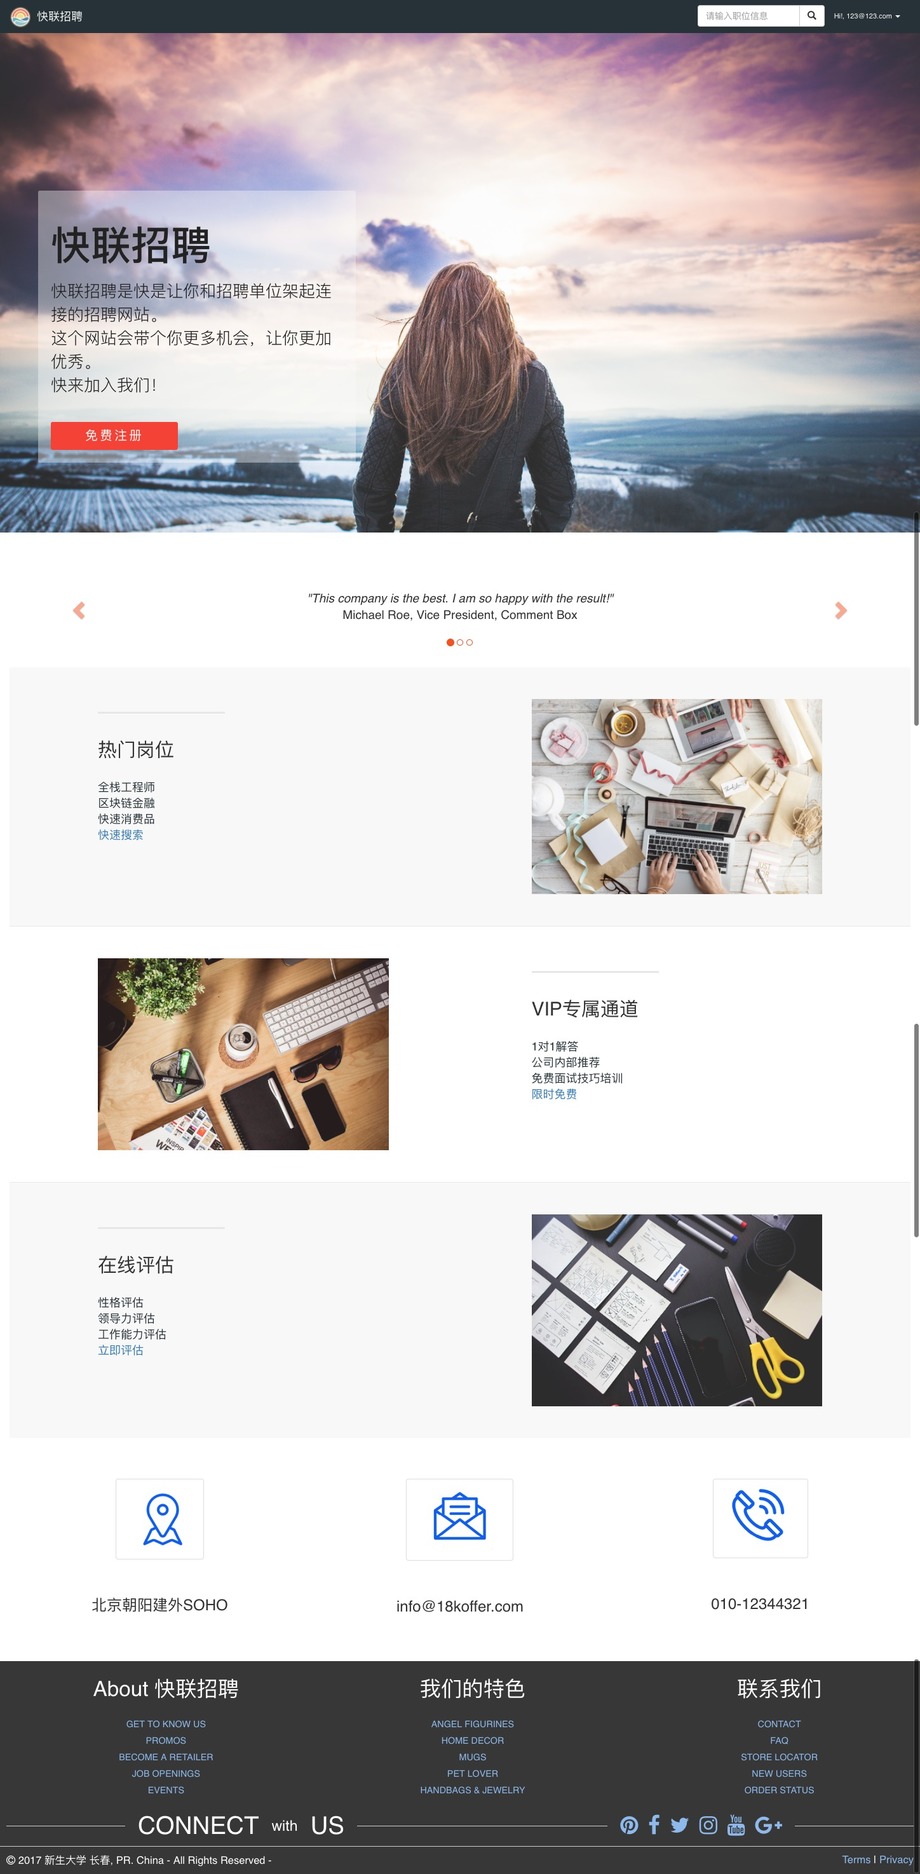 快联招聘
请输入职位信息
Hi!, 123@123.com
快联招聘
快联招聘是快是让你和招聘单位架起连
接的招聘网站。
这个网站会带个你更多机会，让你更加
优秀。
快来加入我们！
免费注册
"This company is the best. I am so happy with the result!"
Michael Roe, Vice President, Comment Box
热门岗位
全栈工程师
区块链金融
快速消费品
快速搜索
VIP专属通道
1对1解答
公司内部推荐
免费面试技巧培训
限时免费
在线评估
性格评估
领导力评估
工作能力评估
立即评估
北京朝阳建外SOHO
info@18koffer.com
010-12344321
About 快联招聘
GET TO KNOW US
PROMOS
BECOME A RETAILER
JOB OPENINGS
EVENTS
我们的特色
ANGEL FIGURINES
HOME DECOR
MUGS
PET LOVER
HANDBAGS & JEWELRY
联系我们
CONTACT
FAQ
STORE LOCATOR
NEW USERS
ORDER STATUS
CONNECT with US
You Tube
© 2017 新生大学 长春, PR. China - All Rights Reserved -
Terms | Privacy